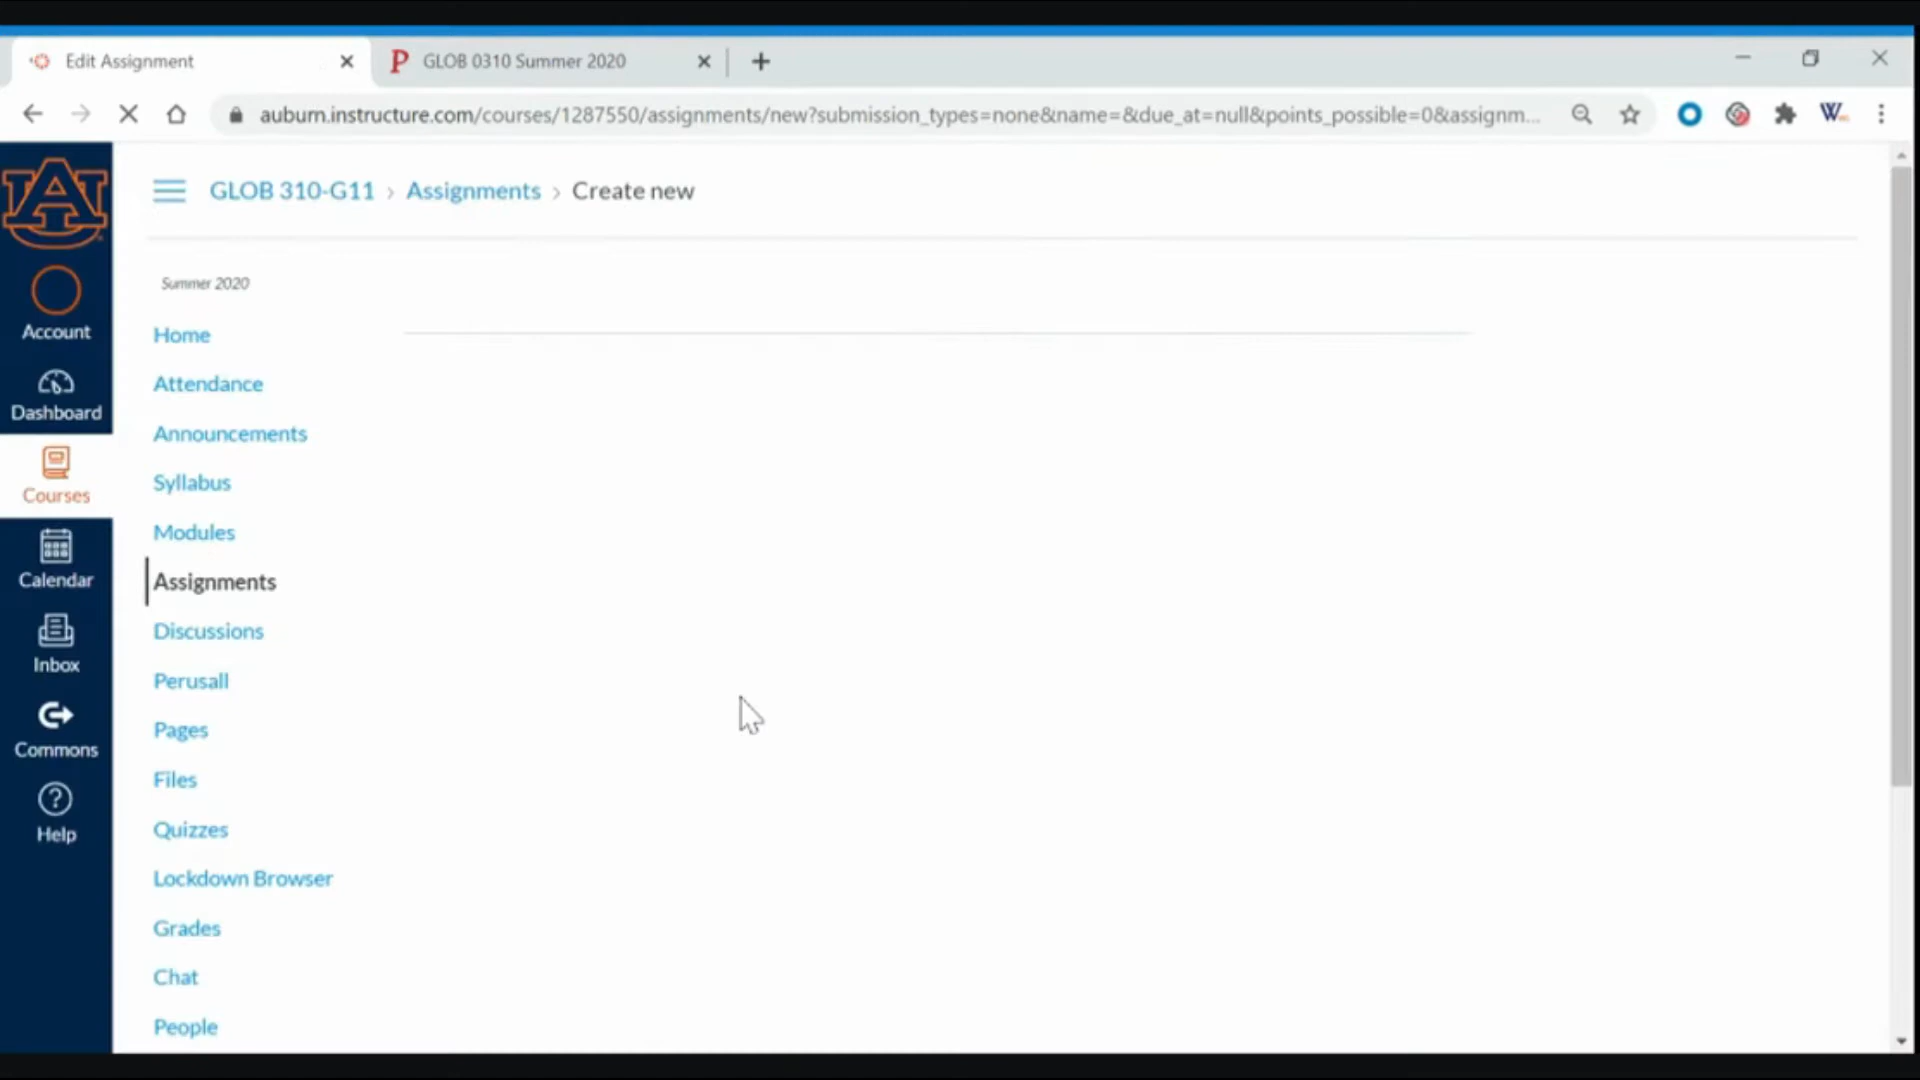 Edit Assignment
GLOB 0310 Summer 2020
auburn.instructure.com/courses/1287550/assignments/new?submission_types=none&name=&due_at=null&points_possible=0&assignm...
GLOB 310-G11 › Assignments › Create new
Summer 2020
Account
Dashboard
Courses
Calendar
Inbox
Commons
Help
Home
Attendance
Announcements
Syllabus
Modules
Assignments
Discussions
Perusall
Pages
Files
Quizzes
Lockdown Browser
Grades
Chat
People